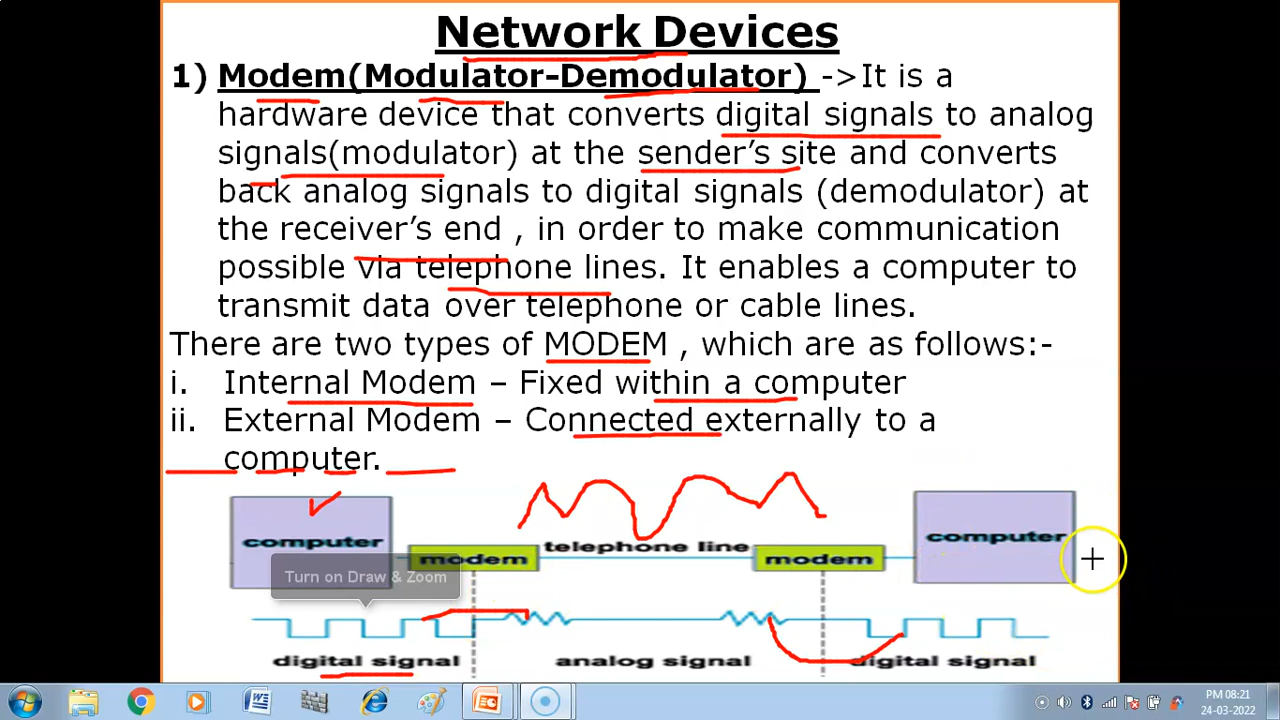 Network Devices
1) Modem(Modulator-Demodulator) ->It is a
hardware device that converts digital signals to analog
signals(modulator) at the sender's site and converts
back analog signals to digital signals (demodulator) at
the receiver's end , in order to make communication
possible via telephone lines. It enables a computer to
transmit data over telephone or cable lines.
There are two types of MODEM , which are as follows:-
i. Internal Modem – Fixed within a computer
ii. External Modem – Connected externally to a
computer.
computer modem telephone line modem computer
Turn on Draw & Zoom
digital signal analog signal digital signal
PM 08:21
24-03-2022